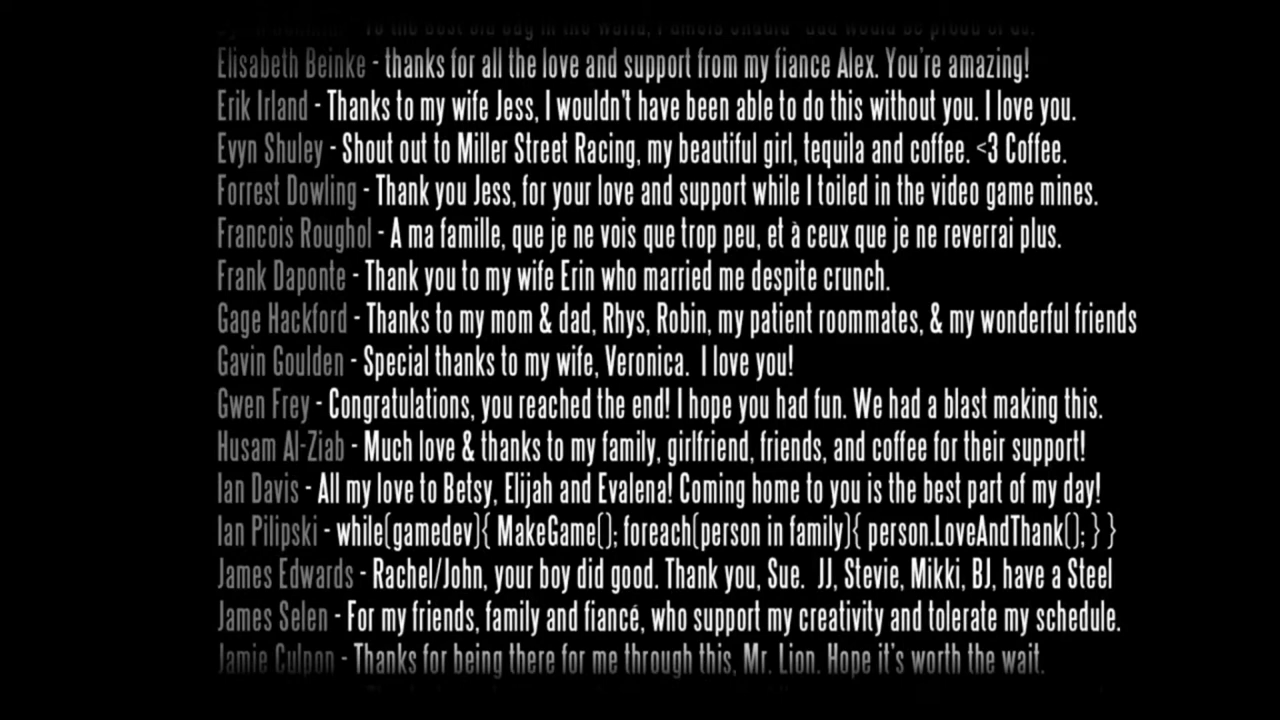 Elisabeth Beinke - thanks for all the love and support from my fiance Alex. You're amazing!
Erik Irland - Thanks to my wife Jess, I wouldn't have been able to do this without you. I love you.
Evyn Shuley - Shout out to Miller Street Racing, my beautiful girl, tequila and coffee. <3 Coffee.
Forrest Dowling - Thank you Jess, for your love and support while I toiled in the video game mines.
Francois Roughol - A ma famille, que je ne vois que trop peu, et à ceux que je ne reverrai plus.
Frank Daponte - Thank you to my wife Erin who married me despite crunch.
Gage Hackford - Thanks to my mom & dad, Rhys, Robin, my patient roommates, & my wonderful friends
Gavin Goulden - Special thanks to my wife, Veronica.  I love you!
Gwen Frey - Congratulations, you reached the end! I hope you had fun. We had a blast making this.
Husam Al-Ziab - Much love & thanks to my family, girlfriend, friends, and coffee for their support!
Ian Davis - All my love to Betsy, Elijah and Evalena! Coming home to you is the best part of my day!
Ian Pilipski - while(gamedev){ MakeGame(); foreach(person in family){ person.LoveAndThank(); } }
James Edwards - Rachel/John, your boy did good. Thank you, Sue.  JJ, Stevie, Mikki, BJ, have a Steel
James Selen - For my friends, family and fiancé, who support my creativity and tolerate my schedule.
Jamie Culpon - Thanks for being there for me through this, Mr. Lion. Hope it's worth the wait.